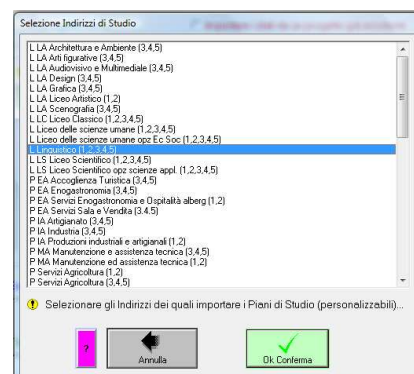 Selezione Indirizzi di Studio
L LA Architettura e Ambiente (3,4,5)
L LA Arti figurative (3,4,5)
L LA Audiovisivo e Multimediale (3,4,5)
L LA Design (3,4,5)
L LA Grafica (3,4,5)
L LA Liceo Artistico (1,2)
L LA Scenografia (3,4,5)
L LC Liceo Classico (1,2,3,4,5)
L Liceo delle scienze umane (1,2,3,4,5)
L Liceo delle scienze umane opz Ec Soc (1,2,3,4,5)
L Linguistico (1,2,3,4,5)
L LS Liceo Scientifico (1,2,3,4,5)
L LS Liceo Scientifico opz scienze appl. (1,2,3,4,5)
P EA Accoglienza Turistica (3,4,5)
P EA Enogastronomia (3,4,5)
P EA Servizi Enogastronomia e Ospitalità alberg (1,2)
P EA Servizi Sala e Vendita (3,4,5)
P IA Artigianato (3,4,5)
P IA Industria (3,4,5)
P IA Produzioni industriali e artigianali (1,2)
P MA Manutenzione e assistenza tecnica (3,4,5)
P MA Manutenzione ed assistenza tecnica (1,2)
P Servizi Agricoltura (1,2)
P Servizi Agricoltura (3,4,5)
Selezionare gli Indirizzi dei quali importare i Piani di Studio (personalizzabili)...
?
Annulla
Ok Conferma